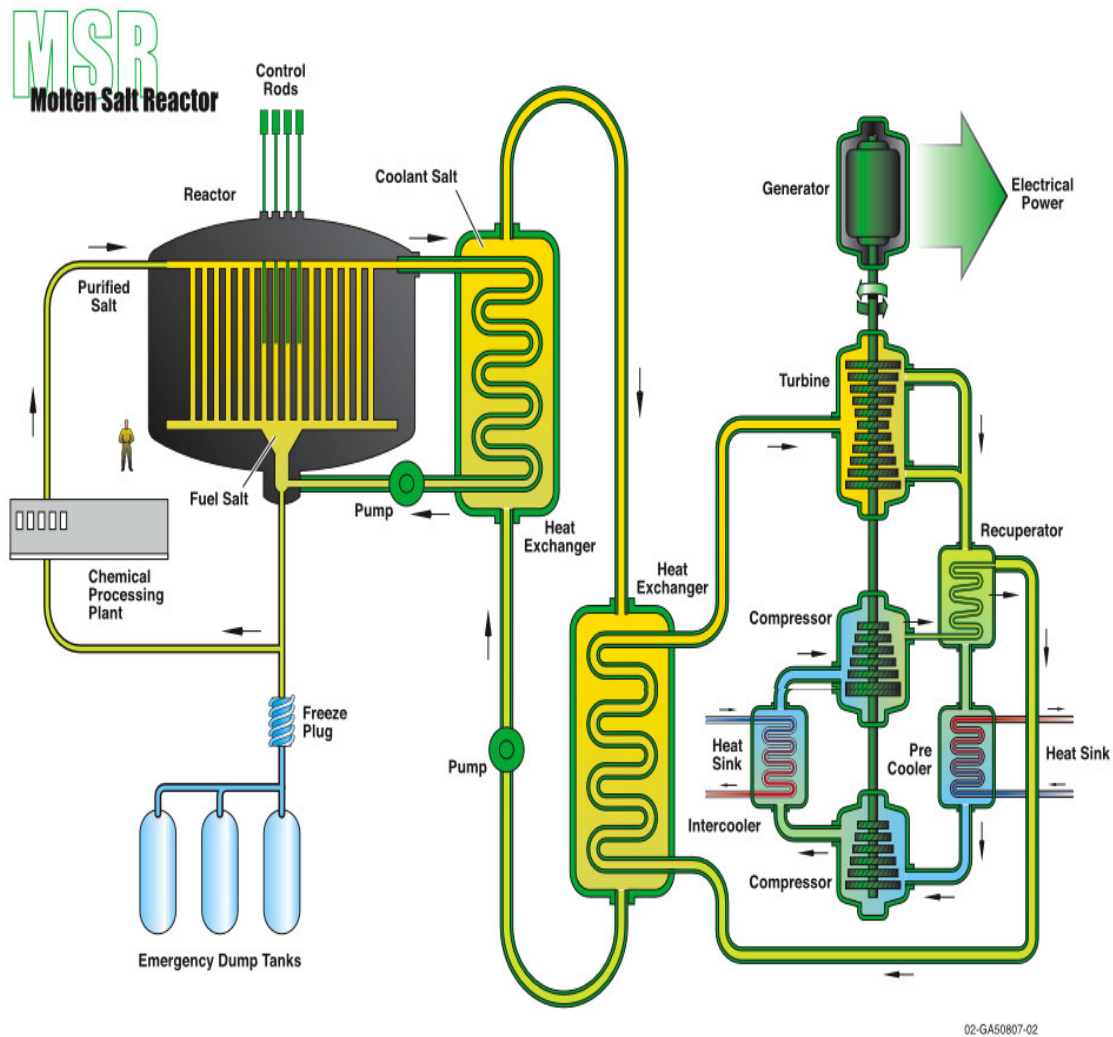 MSR
Molten Salt Reactor
Control
Rods
Reactor
Coolant Salt
Generator
Electrical
Power
Purified
Salt
Turbine
Fuel Salt
Pump
Heat
Exchanger
Recuperator
Heat
Exchanger
Chemical
Processing
Plant
Compressor
Freeze
Plug
Pump
Heat
Sink
Pre
Cooler
Heat Sink
Intercooler
Compressor
Emergency Dump Tanks
02-GA50807-02